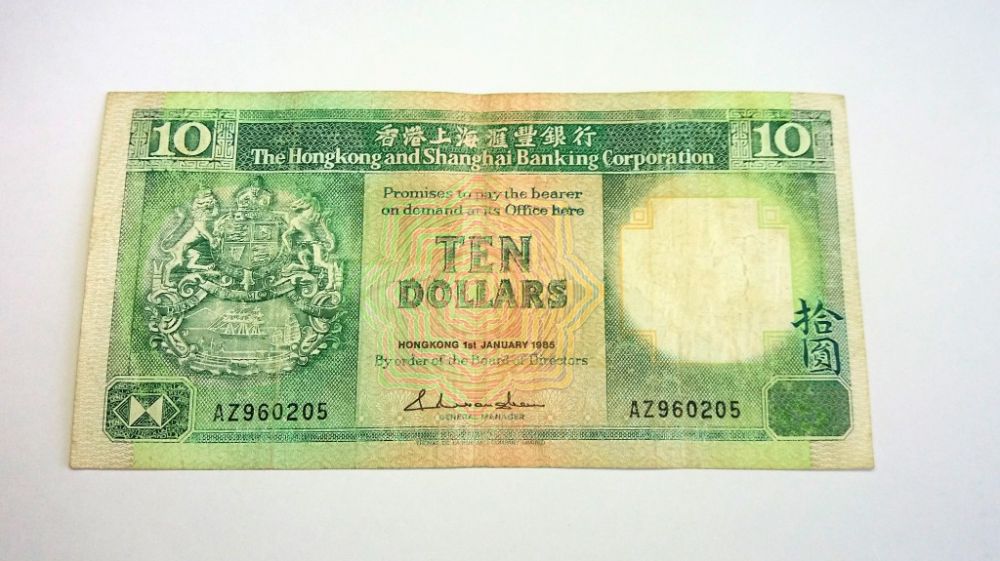 10
香港上海滙豐銀行
10
The Hongkong and Shanghai Banking Corporation
Promises to pay the bearer
on demand at its Office here
TEN
DOLLARS
HONGKONG 1st JANUARY 1985
By order of the Board of Directors
拾圓
AZ960205
GENERAL MANAGER
AZ960205